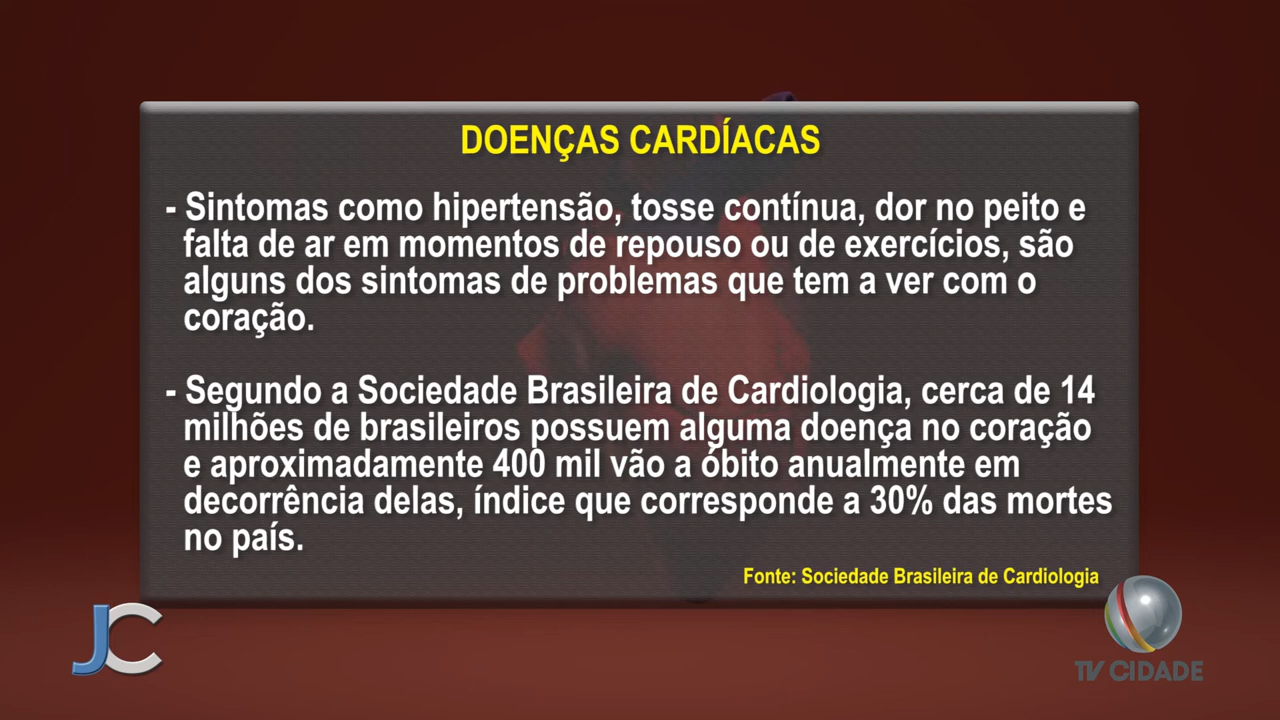 DOENÇAS CARDÍACAS
- Sintomas como hipertensão, tosse contínua, dor no peito e
falta de ar em momentos de repouso ou de exercícios, são
alguns dos sintomas de problemas que tem a ver com o
coração.
- Segundo a Sociedade Brasileira de Cardiologia, cerca de 14
milhões de brasileiros possuem alguma doença no coração
e aproximadamente 400 mil vão a óbito anualmente em
decorrência delas, índice que corresponde a 30% das mortes
no país.
Fonte: Sociedade Brasileira de Cardiologia
JC
TV CIDADE